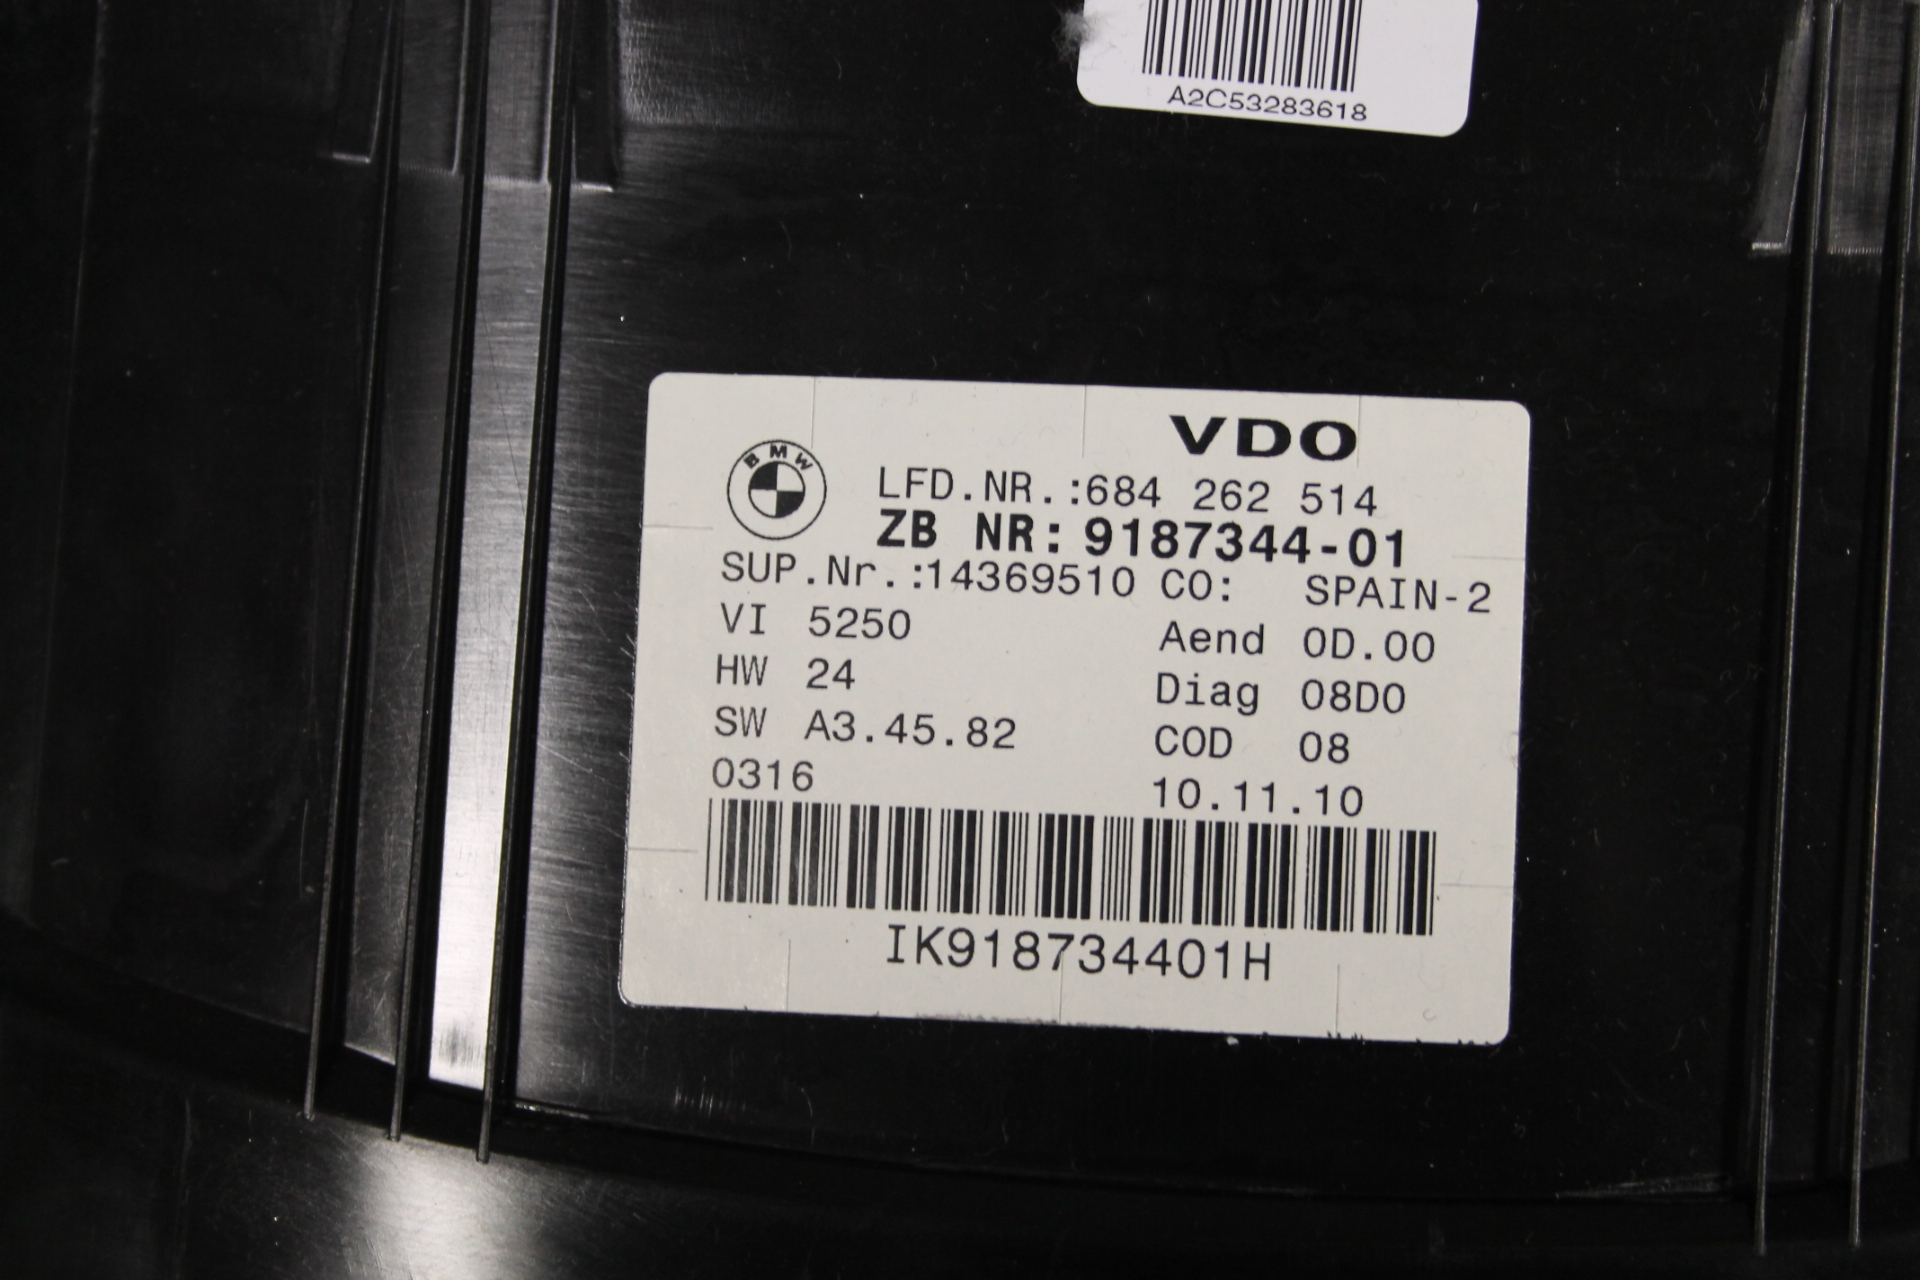 A2C53283618
VDO
BMW
LFD.NR.:684 262 514
ZB NR: 9187344-01
SUP.Nr.:14369510 CO: SPAIN-2
VI 5250 Aend 0D.00
HW 24 Diag 08D0
SW A3.45.82 COD 08
0316 10.11.10
IK918734401H